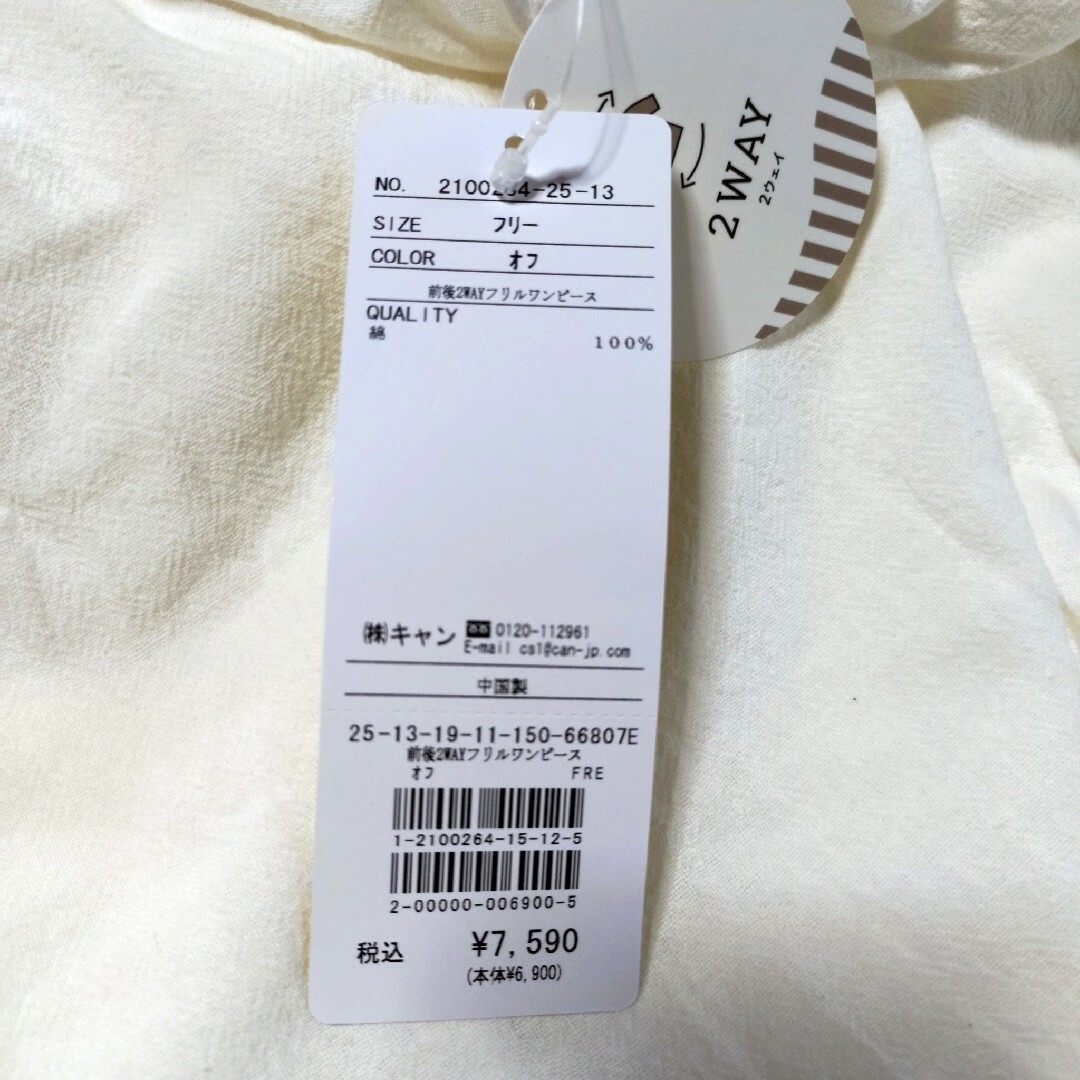 2WAY
2ウェイ
NO. 2100264-25-13
SIZE フリー
COLOR オフ
前後2WAYフリルワンピース
QUALITY
綿 100%
㈱キャン 0120-112961
E-mail cs1@can-jp.com
中国製
25-13-19-11-150-66807E
前後2WAYフリルワンピース
オフ FRE
1-2100264-15-12-5
2-00000-006900-5
税込 ¥7,590
(本体¥6,900)